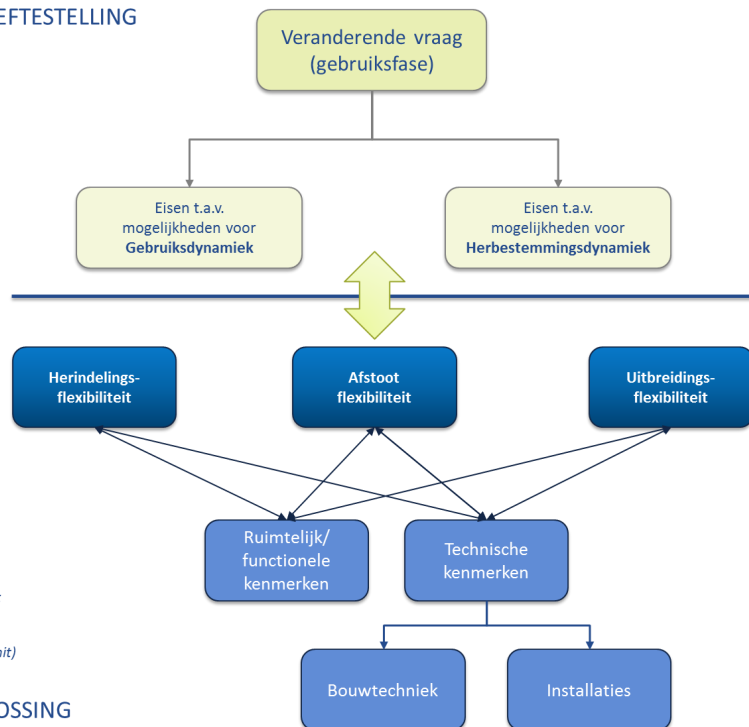 EFTESTELLING
Veranderende vraag
(gebruiksfase)
Eisen t.a.v.
mogelijkheden voor
Gebruiksdynamiek
Eisen t.a.v.
mogelijkheden voor
Herbestemmingsdynamiek
Herindelings-
flexibiliteit
Afstoot
flexibiliteit
Uitbreidings-
flexibiliteit
Ruimtelijk/
functionele
kenmerken
Technische
kenmerken
nit)
Bouwtechniek
Installaties
OSSING